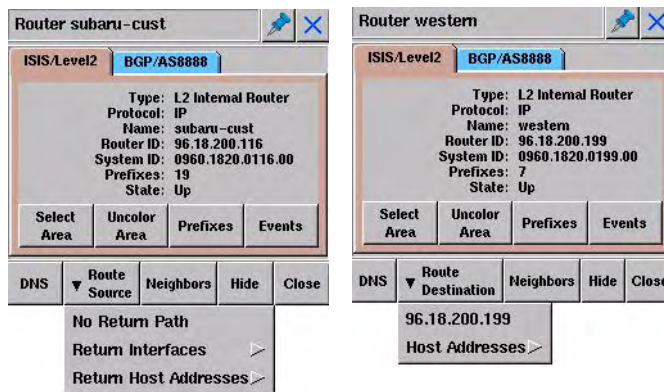 Router subaru-cust
ISIS/Level2 BGP/AS8888
Type: L2 Internal Router
Protocol: IP
Name: subaru-cust
Router ID: 96.18.200.116
System ID: 0960.1820.0116.00
Prefixes: 19
State: Up
Select Area Uncolor Area Prefixes Events
DNS Route Source Neighbors Hide Close
No Return Path
Return Interfaces
Return Host Addresses
Router western
ISIS/Level2 BGP/AS8888
Type: L2 Internal Router
Protocol: IP
Name: western
Router ID: 96.18.200.199
System ID: 0960.1820.0199.00
Prefixes: 7
State: Up
Select Area Uncolor Area Prefixes Events
DNS Route Destination Neighbors Hide Close
96.18.200.199
Host Addresses